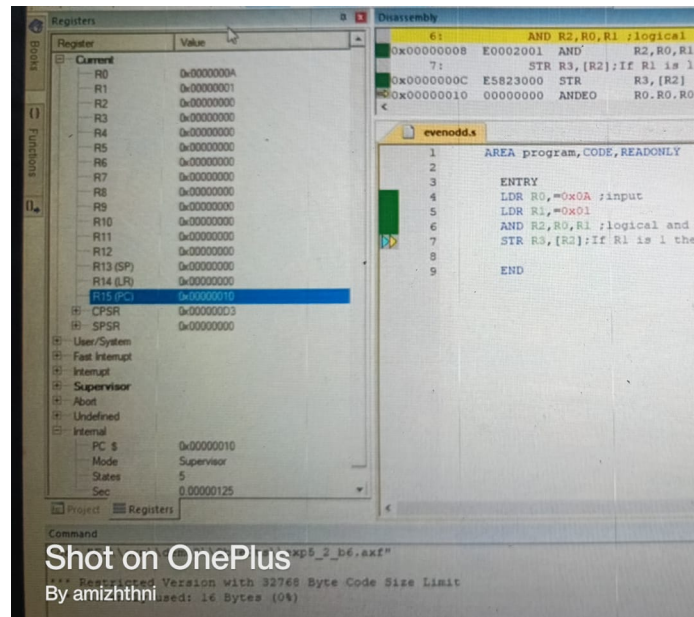 Registers
Disassembly
Books
Functions
Register Value
Current
R0 0x0000000A
R1 0x00000001
R2 0x00000000
R3 0x00000000
R4 0x00000000
R5 0x00000000
R6 0x00000000
R7 0x00000000
R8 0x00000000
R9 0x00000000
R10 0x00000000
R11 0x00000000
R12 0x00000000
R13 (SP) 0x00000000
R14 (LR) 0x00000000
R15 (PC) 0x00000010
CPSR 0x000000D3
SPSR 0x00000000
User/System
Fast Interrupt
Interrupt
Supervisor
Abort
Undefined
Internal
PC $ 0x00000010
Mode Supervisor
States 5
Sec 0.00000125
Project Registers
6: AND R2,R0,R1 ;logical
0x00000008 E0002001 AND R2,R0,R1
7: STR R3,[R2];If R1 is 1
0x0000000C E5823000 STR R3,[R2]
0x00000010 00000000 ANDEO R0.R0.R0
evenodd.s
1 AREA program,CODE,READONLY
2
3 ENTRY
4 LDR R0,=0x0A ;input
5 LDR R1,=0x01
6 AND R2,R0,R1 ;logical and
7 STR R3,[R2];If R1 is 1 the
8
9 END
Command
xp5_2_b6.axf"
*** Restricted Version with 32768 Byte Code Size Limit
used: 16 Bytes (0%)
Shot on OnePlus
By amizhthni